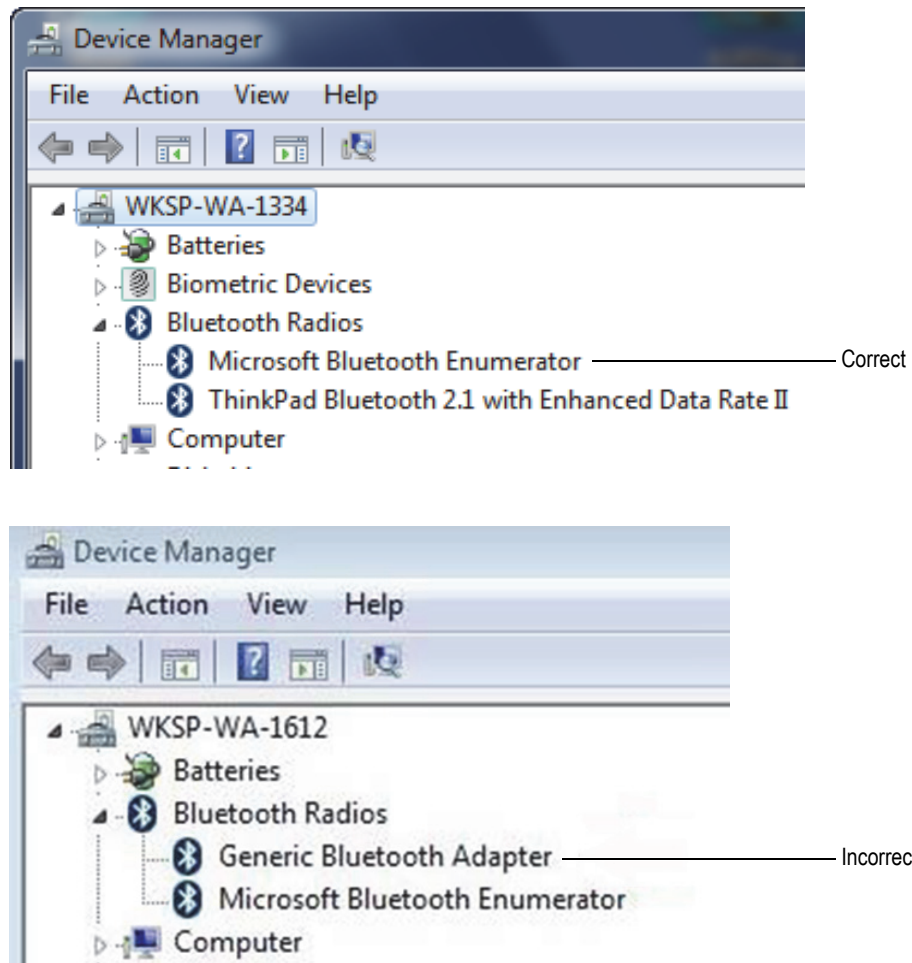 Device Manager
File Action View Help
WKSP-WA-1334
Batteries
Biometric Devices
Bluetooth Radios
Microsoft Bluetooth Enumerator Correct
ThinkPad Bluetooth 2.1 with Enhanced Data Rate II
Computer
Device Manager
File Action View Help
WKSP-WA-1612
Batteries
Bluetooth Radios
Generic Bluetooth Adapter Incorrec
Microsoft Bluetooth Enumerator
Computer